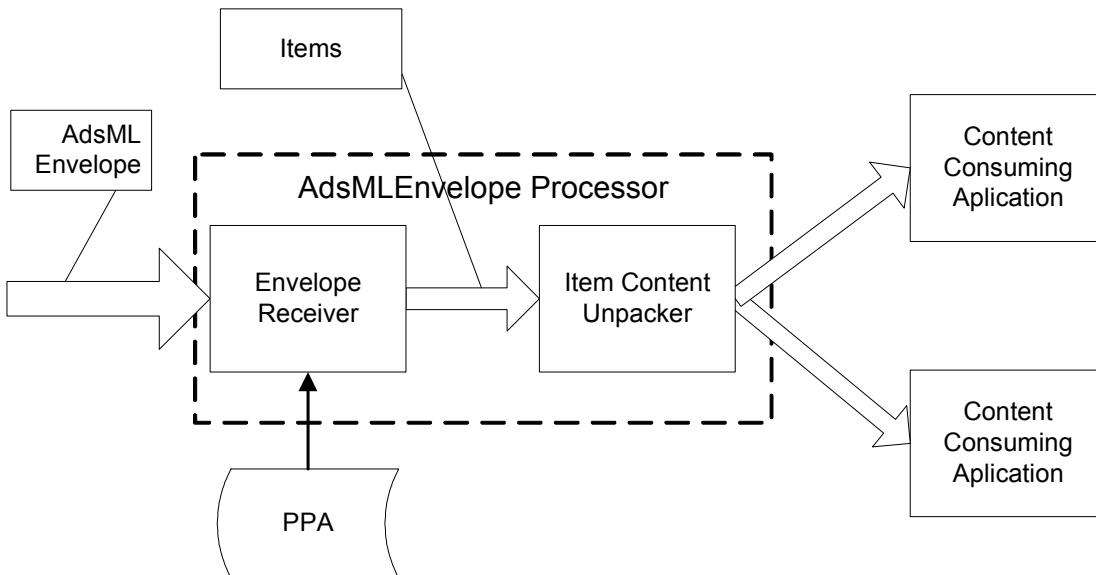 Items
AdsML
Envelope
AdsMLEnvelope Processor
Envelope
Receiver
Item Content
Unpacker
Content
Consuming
Aplication
Content
Consuming
Aplication
PPA